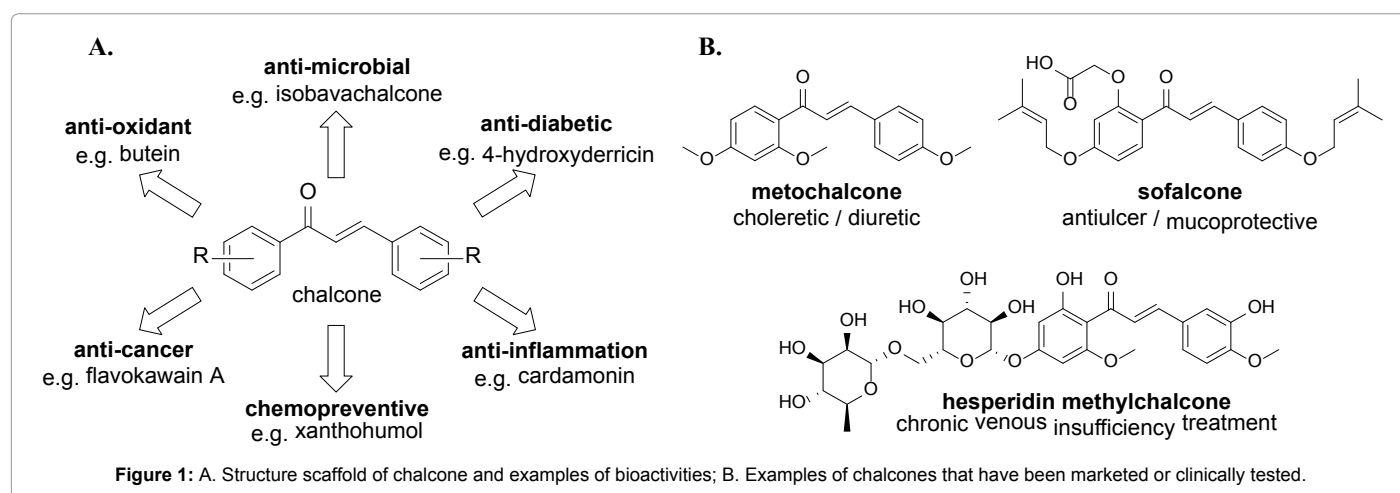 A.
anti-microbial
e.g. isobavachalcone
anti-oxidant
e.g. butein
anti-diabetic
e.g. 4-hydroxyderricin
O
R
R
chalcone
anti-cancer
e.g. flavokawain A
anti-inflammation
e.g. cardamonin
chemopreventive
e.g. xanthohumol
B.
O
O
O
O
metochalcone
choleretic / diuretic
HO
O
O
O
O
O
sofalcone
antiulcer / mucoprotective
OH
HO
OH
OH
O
OH
OH
HO
O
O
O
O
O
HO
O
OH
O
hesperidin methylchalcone
chronic venous insufficiency treatment
Figure 1: A. Structure scaffold of chalcone and examples of bioactivities; B. Examples of chalcones that have been marketed or clinically tested.